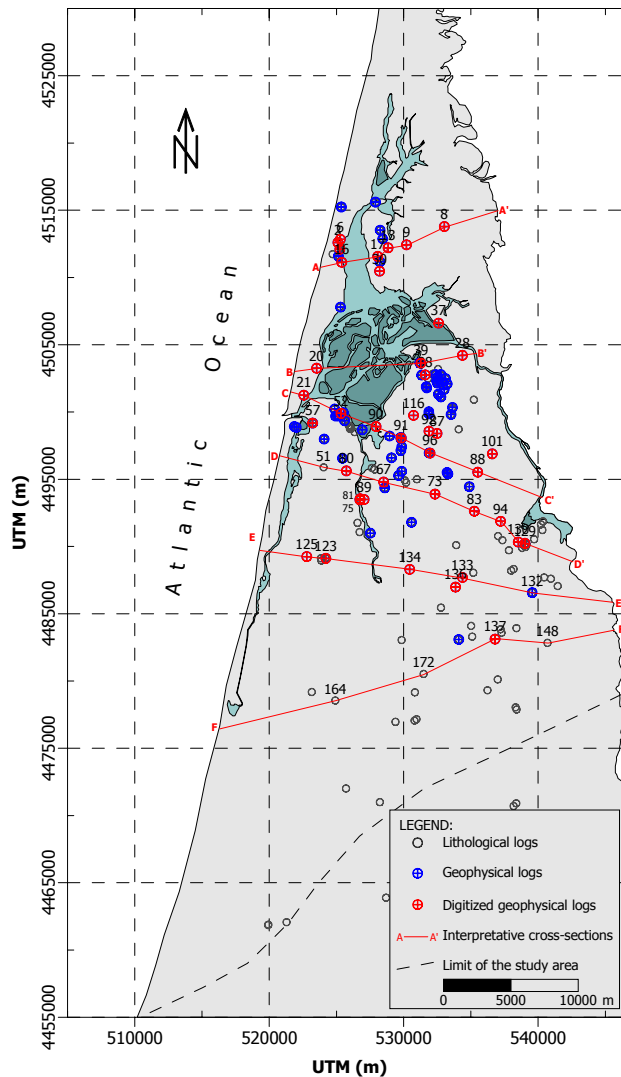 4525000
4515000
4505000
4495000
4485000
4475000
4465000
4455000
UTM (m)
N
Atlantic Ocean
A
A'
8
9
6
16
17
37
28
B'
20
B
21
C
116
57
90
91
96
101
88
C'
D
51
67
73
83
94
81
89
75
D'
E
125
123
134
133
132
E
137
148
172
164
F
LEGEND:
Lithological logs
Geophysical logs
Digitized geophysical logs
A A' Interpretative cross-sections
Limit of the study area
0 5000 10000 m
510000 520000 530000 540000
UTM (m)